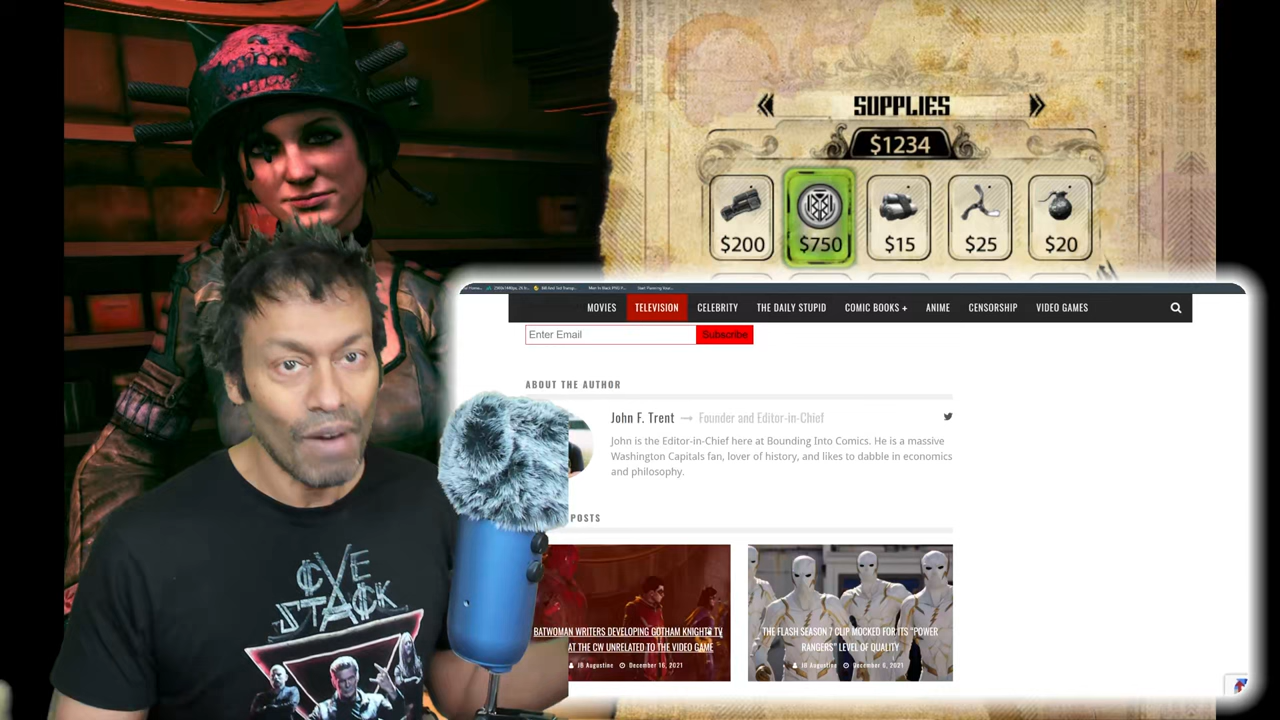 SUPPLIES
$1234
$200
$750
$15
$25
$20
MOVIES
TELEVISION
CELEBRITY
THE DAILY STUPID
COMIC BOOKS +
ANIME
CENSORSHIP
VIDEO GAMES
Enter Email
Subscribe
ABOUT THE AUTHOR
John F. Trent
Founder and Editor-in-Chief
John is the Editor-in-Chief here at Bounding Into Comics. He is a massive
Washington Capitals fan, lover of history, and likes to dabble in economics
and philosophy.
POSTS
BATWOMAN WRITERS DEVELOPING GOTHAM KNIGHTS TV
AT THE CW UNRELATED TO THE VIDEO GAME
JB Augustine December 16, 2021
THE FLASH SEASON 7 CLIP MOCKED FOR ITS "POWER
RANGERS" LEVEL OF QUALITY
JB Augustine December 6, 2021
STACK